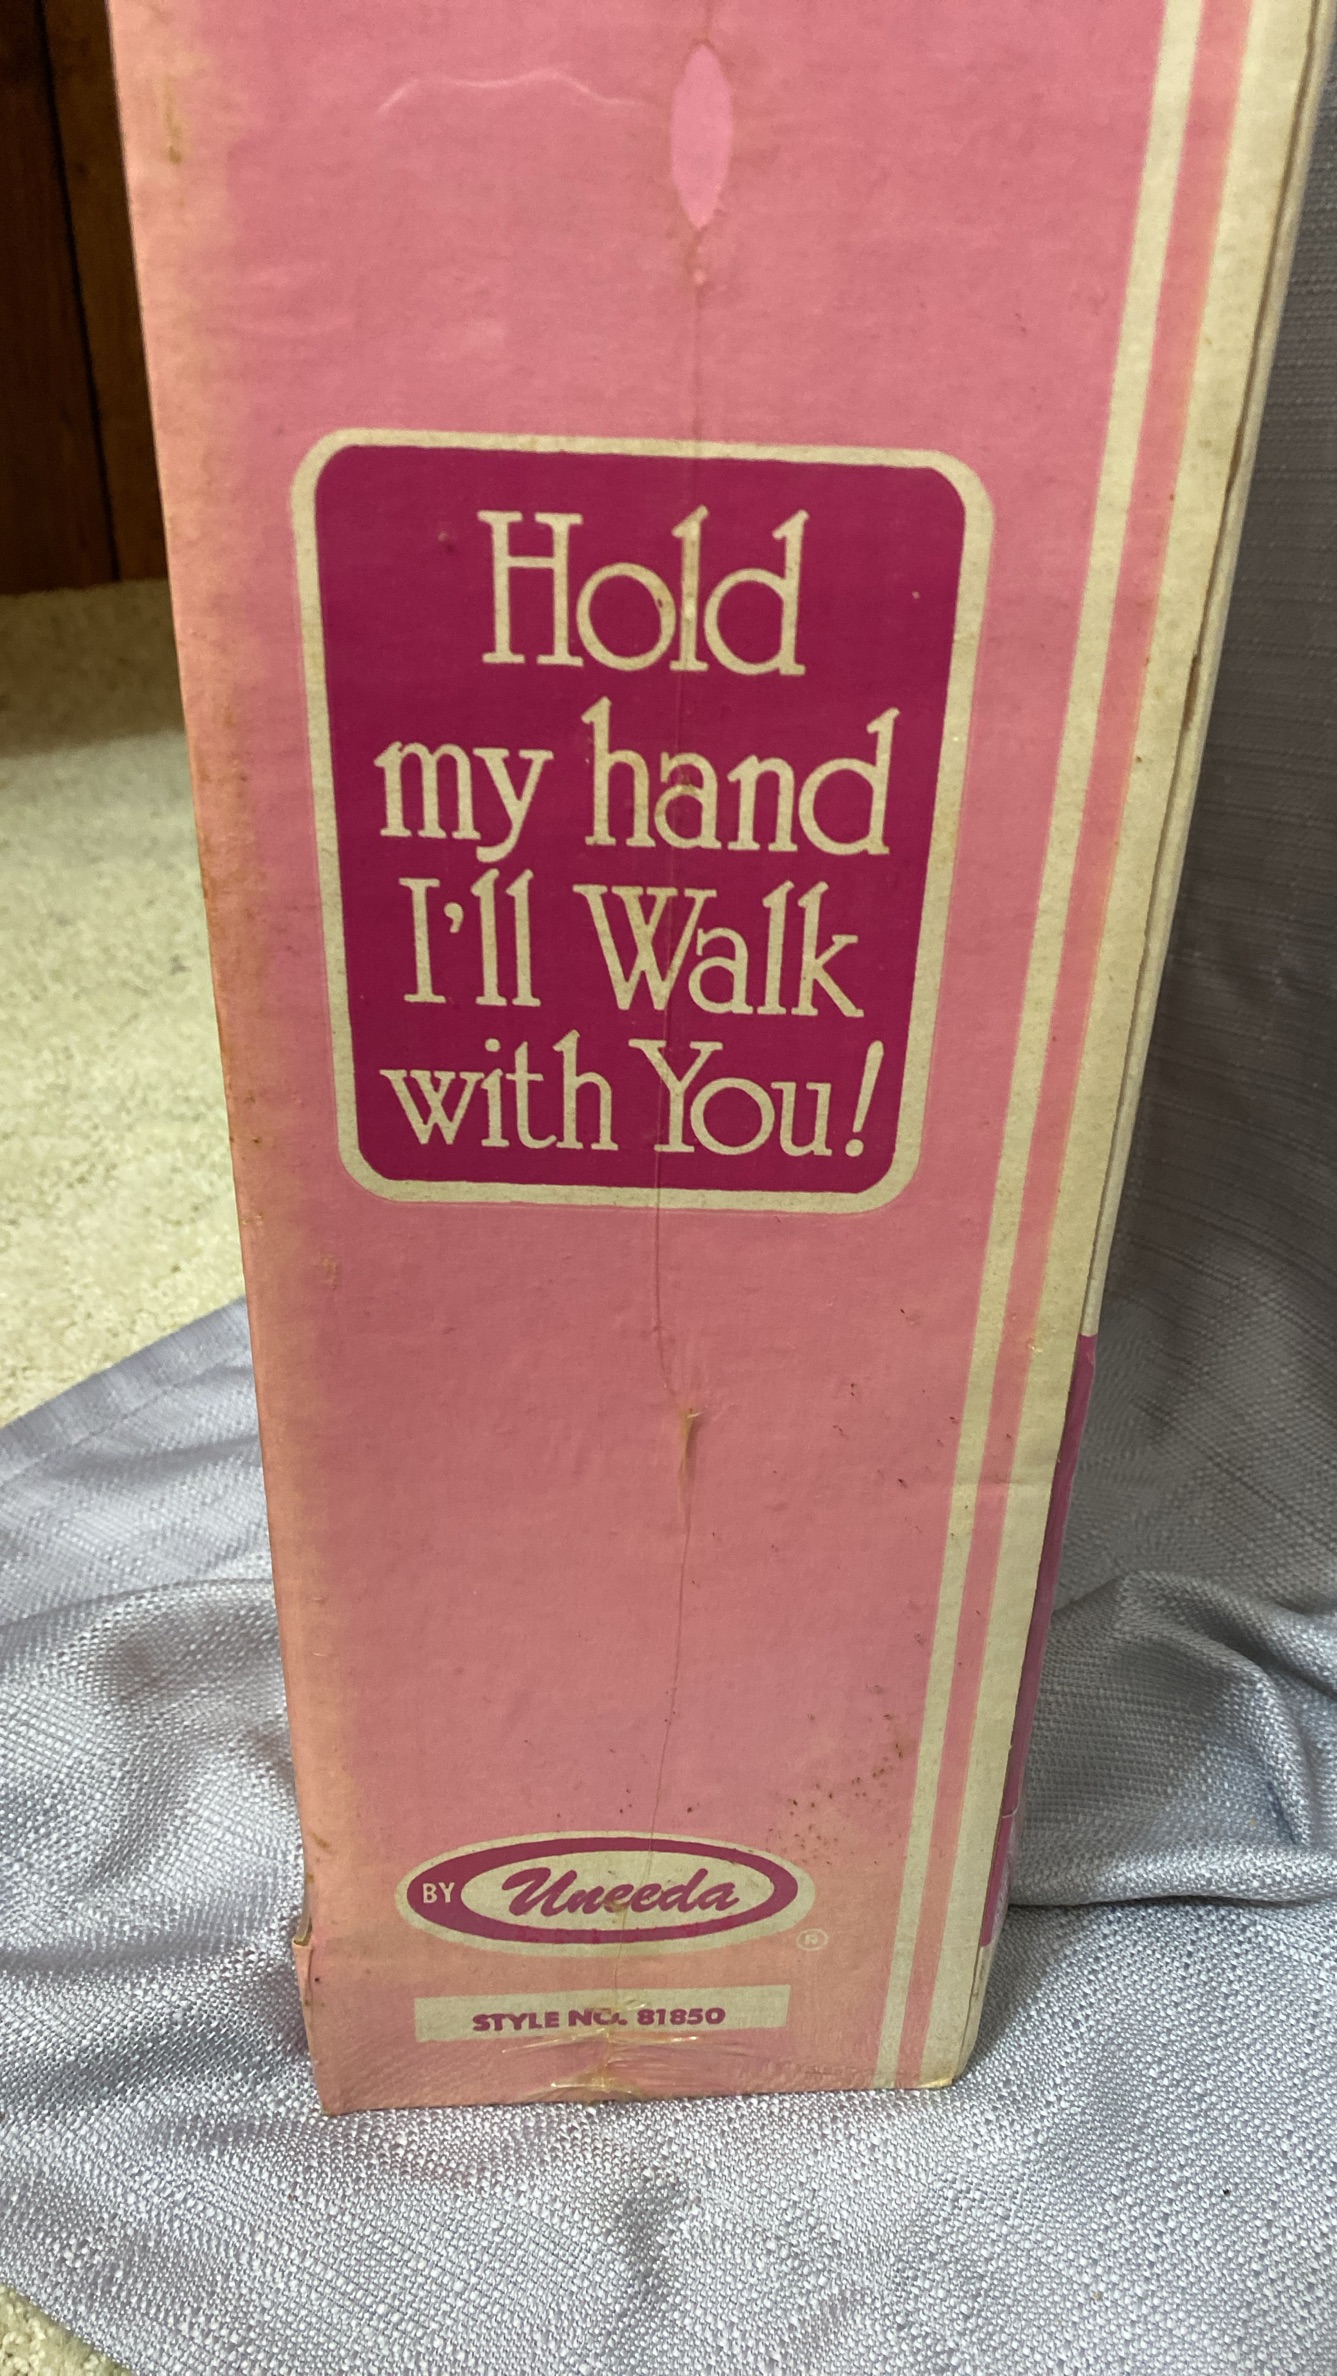 Hold
my hand
I'll Walk
with You!
BY Uneeda ®
STYLE NO. 81850